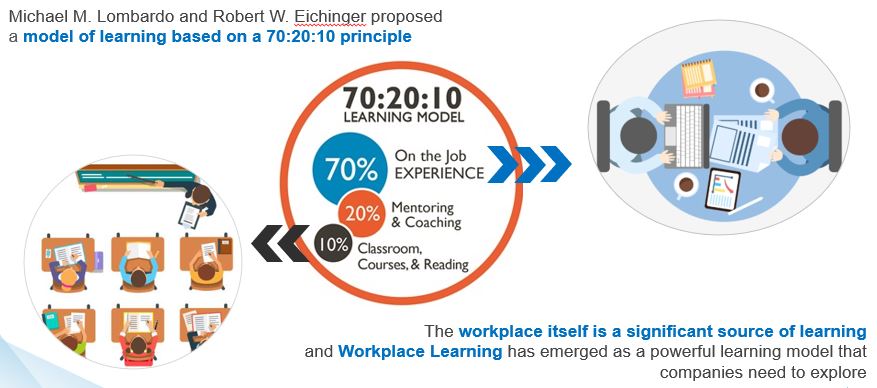 Michael M. Lombardo and Robert W. Eichinger proposed
a model of learning based on a 70:20:10 principle
70:20:10
LEARNING MODEL
70%
On the Job
EXPERIENCE
20%
Mentoring
& Coaching
10%
Classroom,
Courses, & Reading
The workplace itself is a significant source of learning
and Workplace Learning has emerged as a powerful learning model that
companies need to explore